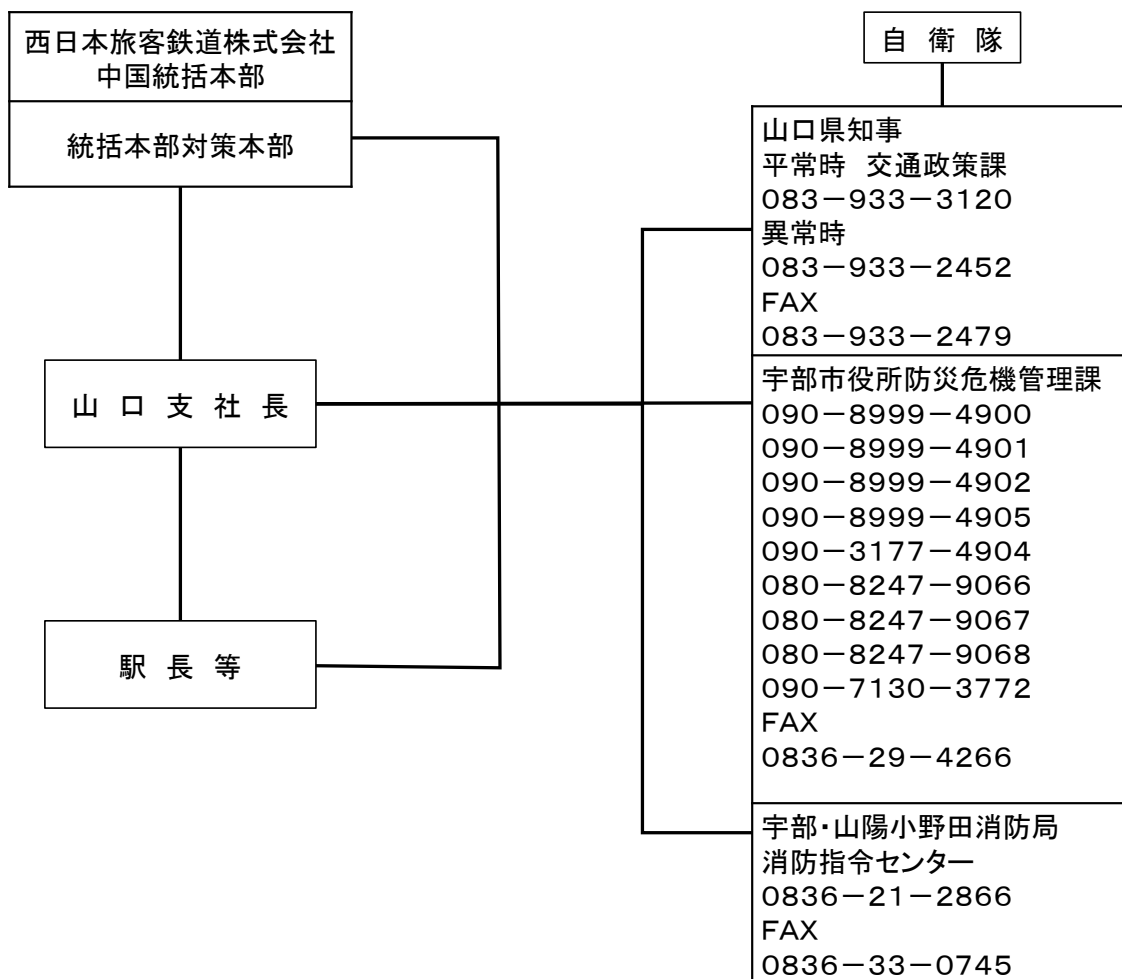 西日本旅客鉄道株式会社
中国統括本部
統括本部対策本部
山口支社長
駅長等
自衛隊
山口県知事
平常時　交通政策課
083－933－3120
異常時
083－933－2452
FAX
083－933－2479
宇部市役所防災危機管理課
090－8999－4900
090－8999－4901
090－8999－4902
090－8999－4905
090－3177－4904
080－8247－9066
080－8247－9067
080－8247－9068
090－7130－3772
FAX
0836－29－4266
宇部・山陽小野田消防局
消防指令センター
0836－21－2866
FAX
0836－33－0745